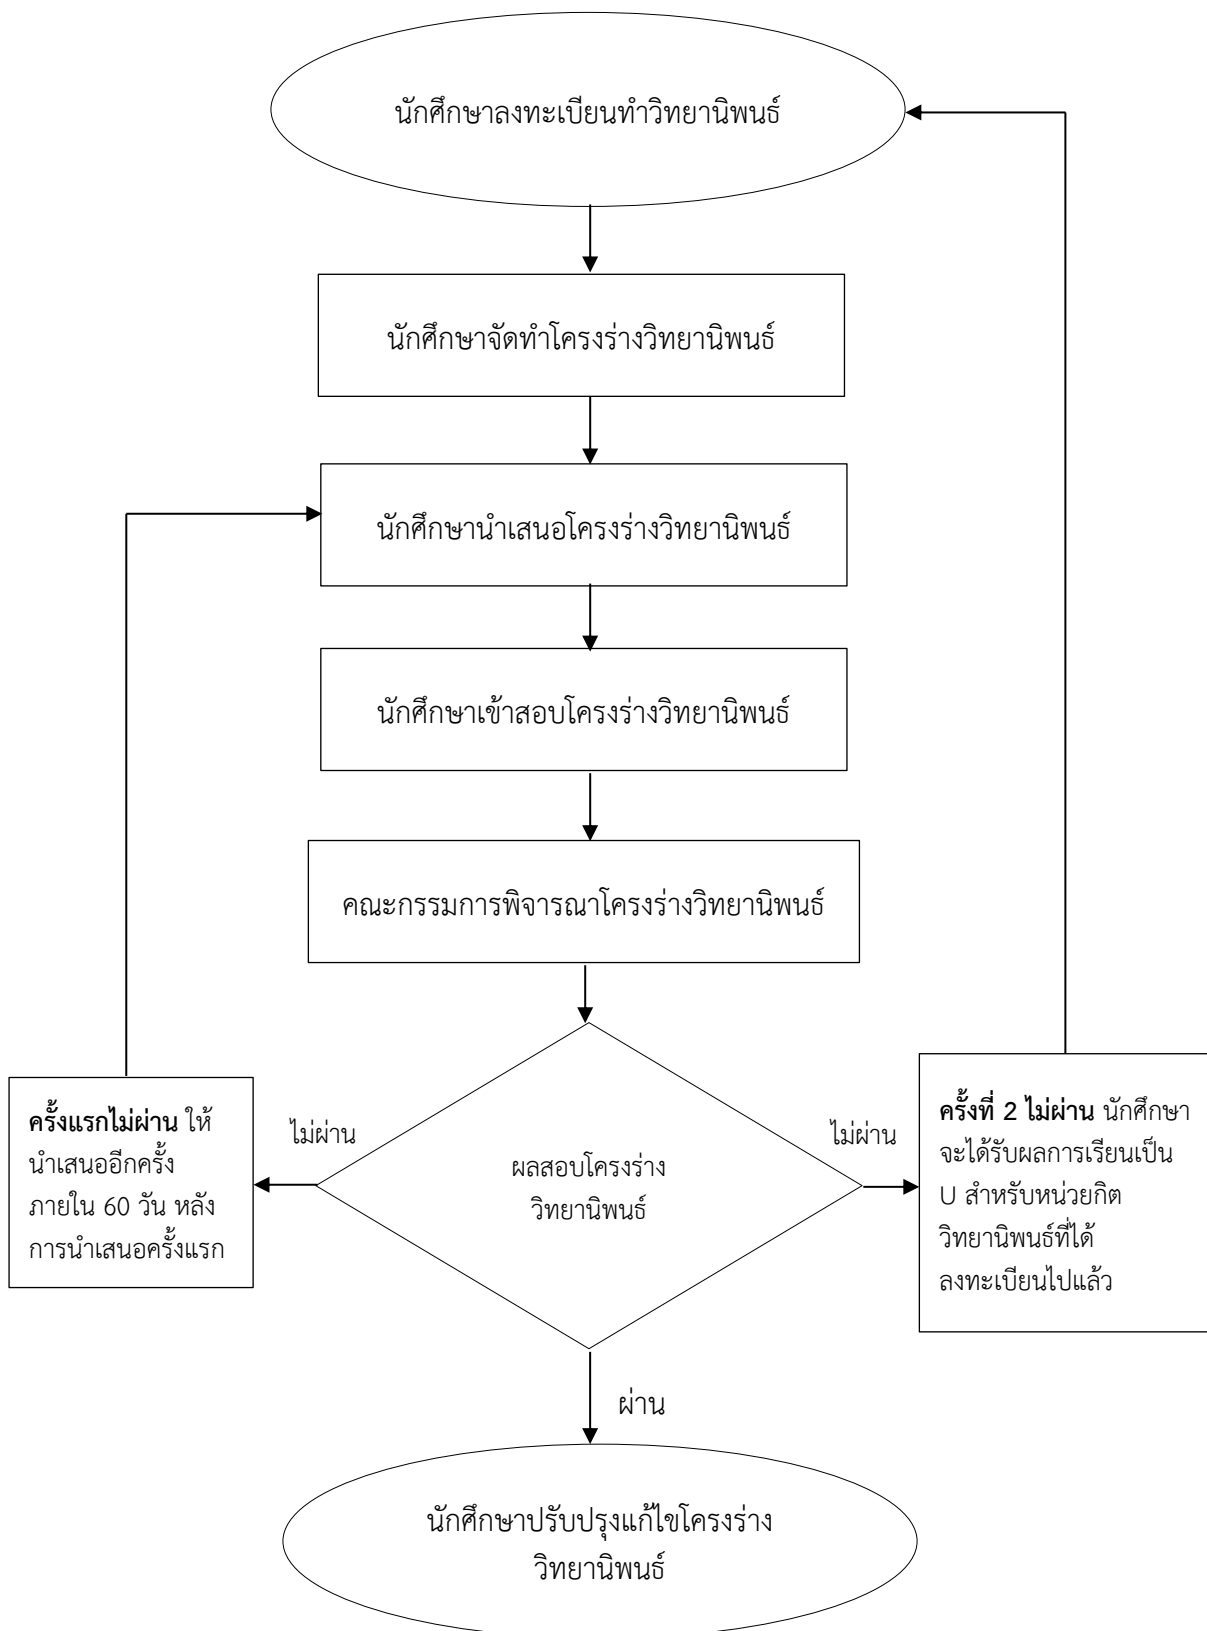 นักศึกษาลงทะเบียนทำวิทยานิพนธ์
นักศึกษาจัดทำโครงร่างวิทยานิพนธ์
นักศึกษานำเสนอโครงร่างวิทยานิพนธ์
นักศึกษาเข้าสอบโครงร่างวิทยานิพนธ์
คณะกรรมการพิจารณาโครงร่างวิทยานิพนธ์
ครั้งแรกไม่ผ่าน ให้
นำเสนออีกครั้ง
ภายใน 60 วัน หลัง
การนำเสนอครั้งแรก
ไม่ผ่าน
ผลสอบโครงร่าง
วิทยานิพนธ์
ไม่ผ่าน
ครั้งที่ 2 ไม่ผ่าน นักศึกษา
จะได้รับผลการเรียนเป็น
U สำหรับหน่วยกิต
วิทยานิพนธ์ที่ได้
ลงทะเบียนไปแล้ว
ผ่าน
นักศึกษาปรับปรุงแก้ไขโครงร่าง
วิทยานิพนธ์